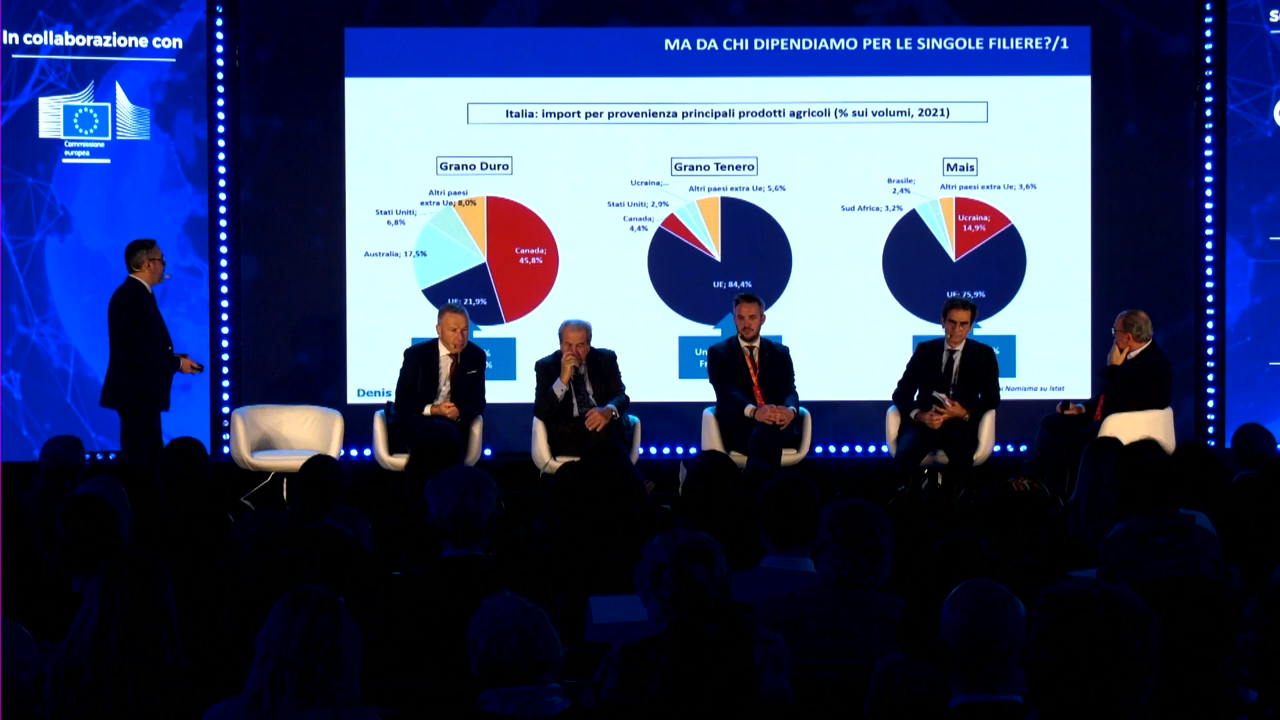 In collaborazione con
Commissione
europea
MA DA CHI DIPENDIAMO PER LE SINGOLE FILIERE?/1
Italia: import per provenienza principali prodotti agricoli (% sui volumi, 2021)
Grano Duro
Altri paesi
extra Ue; 8,0%
Stati Uniti;
6,8%
Australia; 17,5%
Canada;
45,8%
UE; 21,9%
Grano Tenero
Ucraina;...
Altri paesi extra Ue; 5,6%
Stati Uniti; 2,9%
Canada;
4,4%
UE; 84,4%
Mais
Brasile;
2,4%
Altri paesi extra Ue; 3,6%
Sud Africa; 3,2%
Ucraina;
14,9%
UE; 75,9%
%
%
Un
Fr
%
Denis
Nomisma su Istat